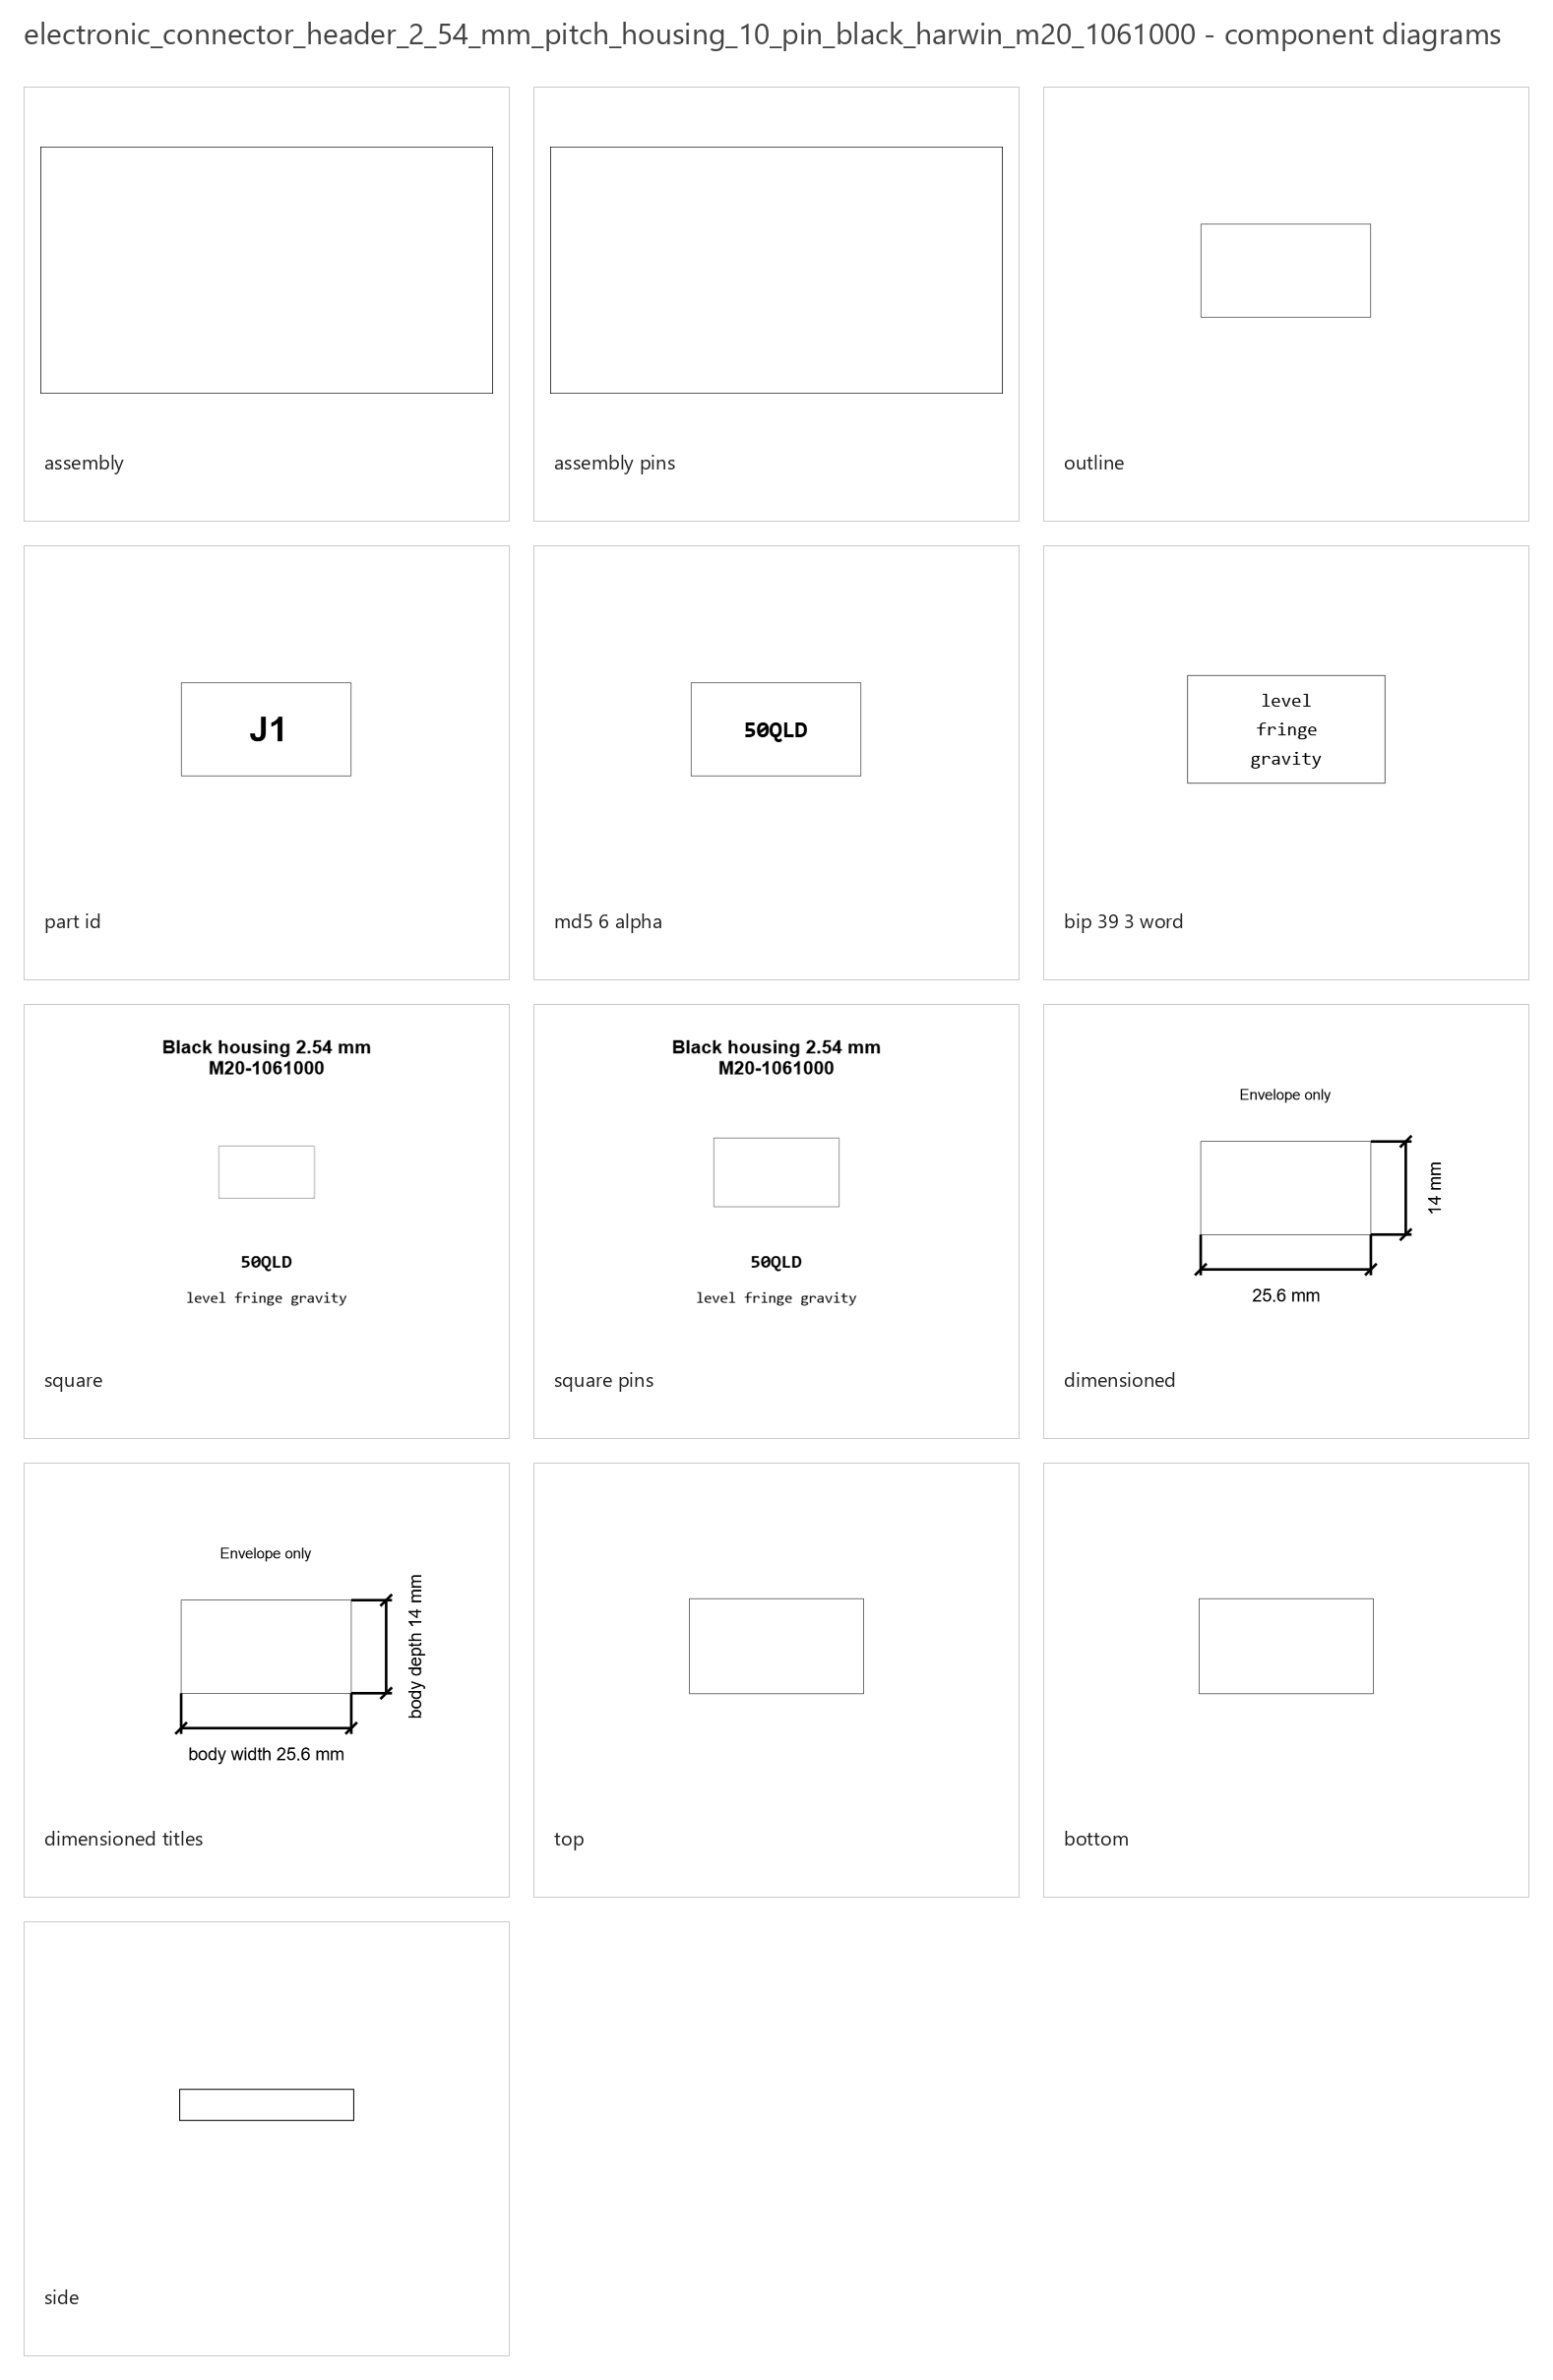 electronic_connector_header_2_54_mm_pitch_housing_10_pin_black_harwin_m20_1061000 - component diagrams
assembly
assembly pins
outline
J1
part id
50QLD
md5 6 alpha
level
fringe
gravity
bip 39 3 word
Black housing 2.54 mm
M20-1061000
50QLD
level fringe gravity
square
Black housing 2.54 mm
M20-1061000
50QLD
level fringe gravity
square pins
Envelope only
14 mm
25.6 mm
dimensioned
Envelope only
body depth 14 mm
body width 25.6 mm
dimensioned titles
top
bottom
side